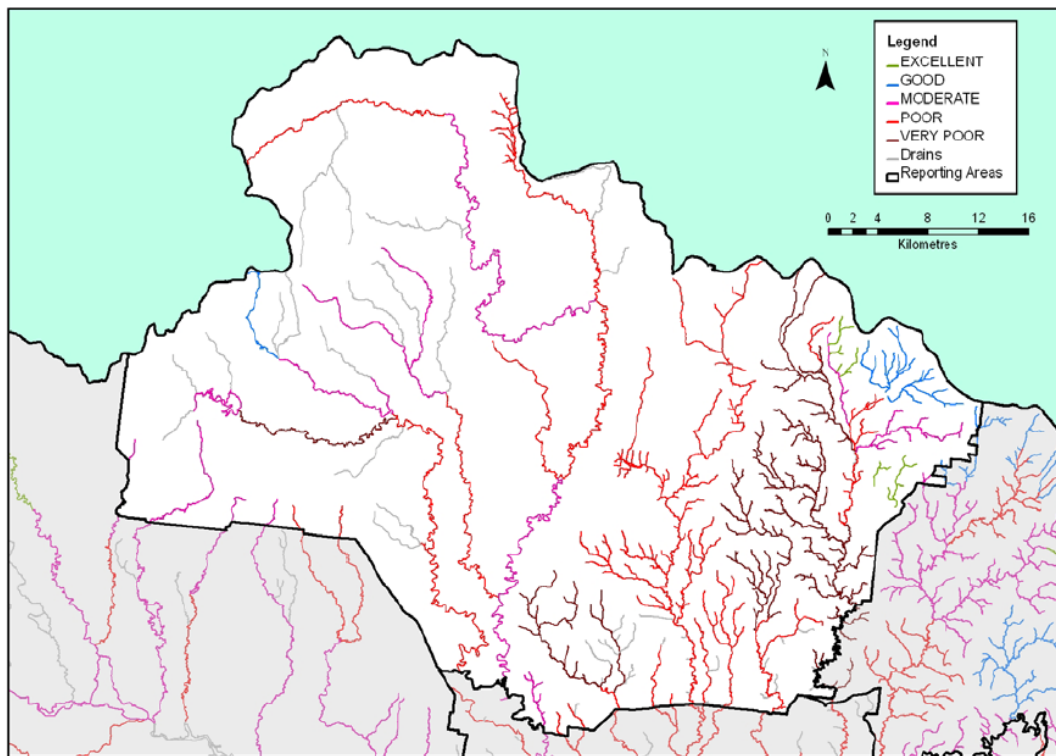 Legend
EXCELLENT
GOOD
MODERATE
POOR
VERY POOR
Drains
Reporting Areas
N
0 2 4 8 12 16
Kilometres